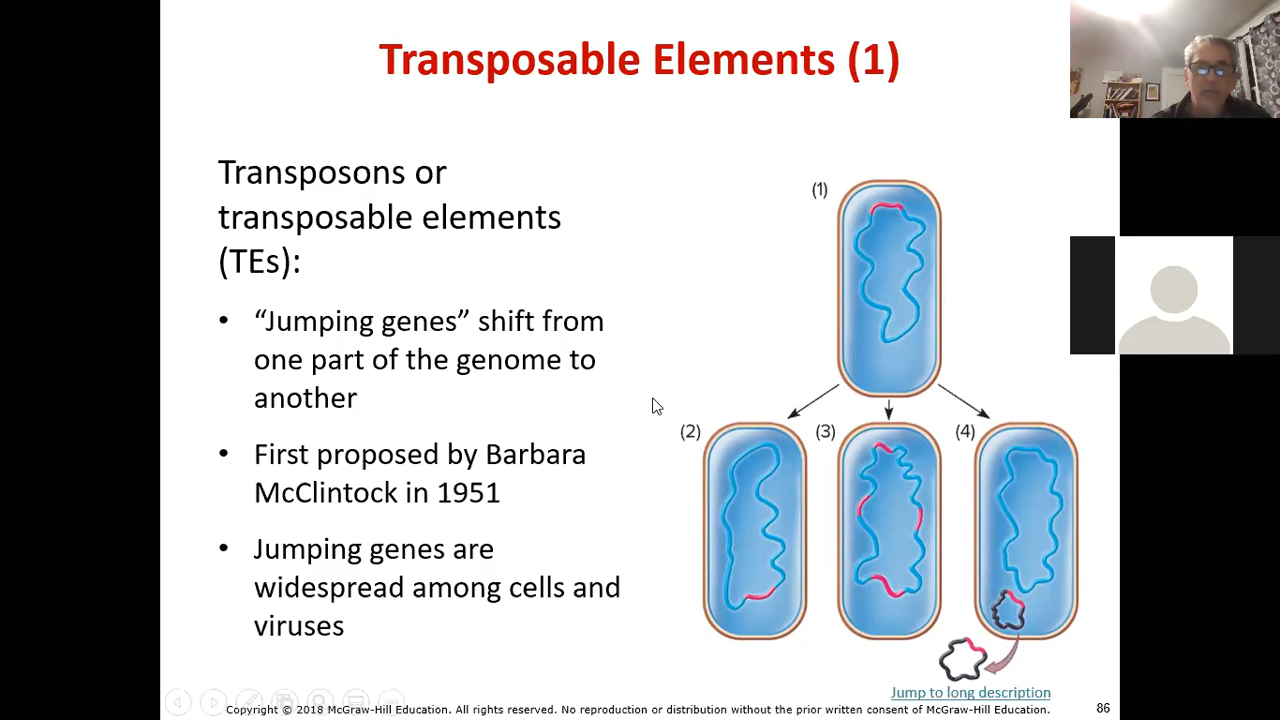 Transposable Elements (1)
Transposons or
transposable elements
(TEs):
• “Jumping genes” shift from
one part of the genome to
another
• First proposed by Barbara
McClintock in 1951
• Jumping genes are
widespread among cells and
viruses
(1)
(2)
(3)
(4)
Jump to long description
Copyright © 2018 McGraw-Hill Education. All rights reserved. No reproduction or distribution without the prior written consent of McGraw-Hill Education.
86